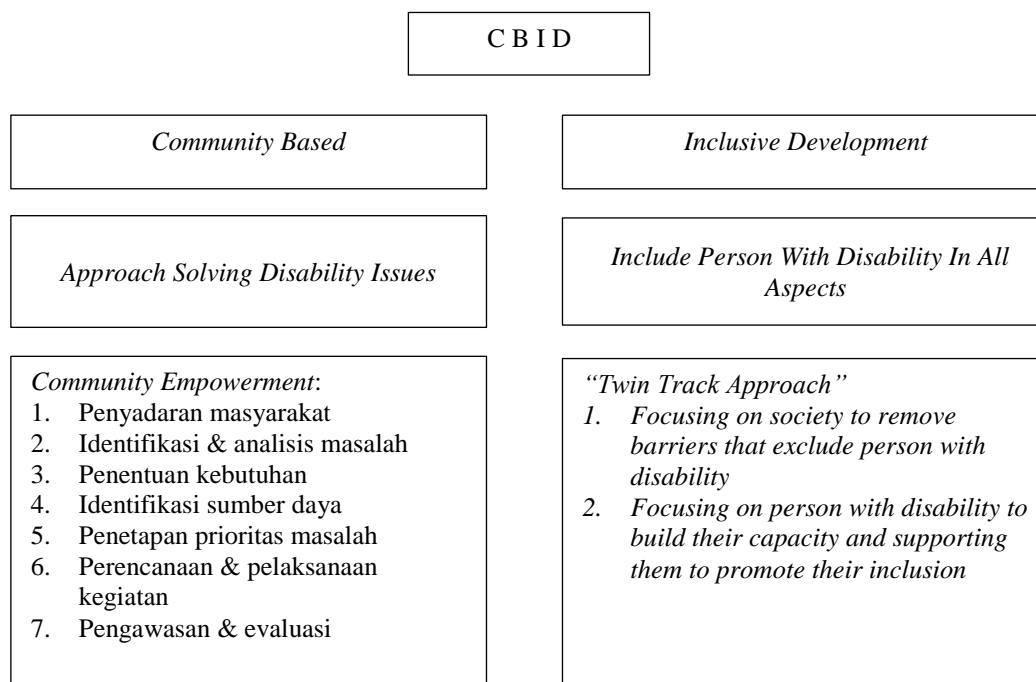 C B I D
Community Based
Approach Solving Disability Issues
Community Empowerment:
1. Penyadaran masyarakat
2. Identifikasi & analisis masalah
3. Penentuan kebutuhan
4. Identifikasi sumber daya
5. Penetapan prioritas masalah
6. Perencanaan & pelaksanaan
kegiatan
7. Pengawasan & evaluasi
Inclusive Development
Include Person With Disability In All
Aspects
“Twin Track Approach”
1. Focusing on society to remove
barriers that exclude person with
disability
2. Focusing on person with disability to
build their capacity and supporting
them to promote their inclusion